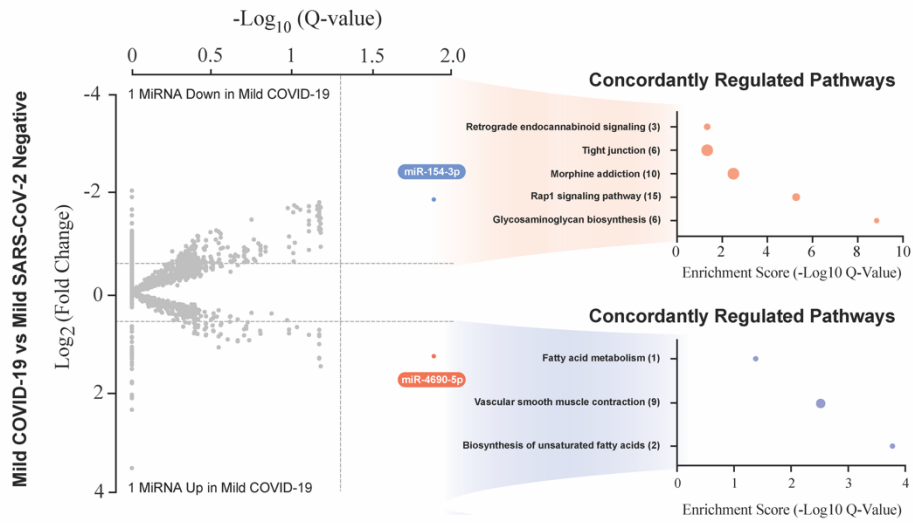 -Log10 (Q-value)
0 0.5 1 1.5 2.0
Mild COVID-19 vs Mild SARS-CoV-2 Negative
Log2 (Fold Change)
-4
-2
0
2
4
1 MiRNA Down in Mild COVID-19
miR-154-3p
miR-4690-5p
1 MiRNA Up in Mild COVID-19
Concordantly Regulated Pathways
Retrograde endocannabinoid signaling (3)
Tight junction (6)
Morphine addiction (10)
Rap1 signaling pathway (15)
Glycosaminoglycan biosynthesis (6)
0 2 4 6 8 10
Enrichment Score (-Log10 Q-Value)
Concordantly Regulated Pathways
Fatty acid metabolism (1)
Vascular smooth muscle contraction (9)
Biosynthesis of unsaturated fatty acids (2)
0 1 2 3 4
Enrichment Score (-Log10 Q-Value)